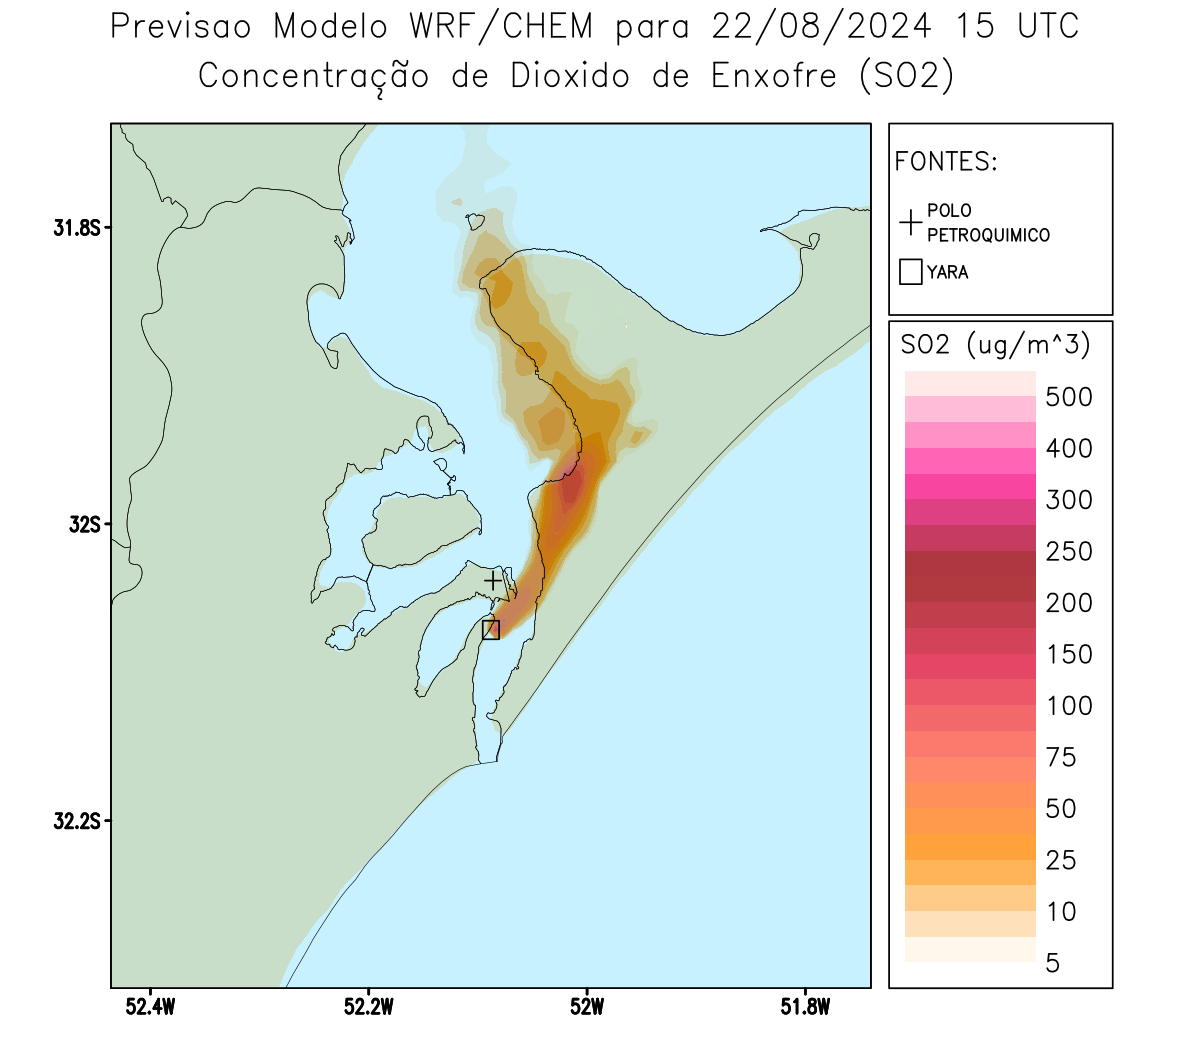 Previsao Modelo WRF/CHEM para 22/08/2024 15 UTC
Concentração de Dioxido de Enxofre (SO2)
FONTES:
POLO
PETROQUIMICO
YARA
SO2 (ug/m^3)
500
400
300
250
200
150
100
75
50
25
10
5
31.8S
32S
32.2S
52.4W
52.2W
52W
51.8W